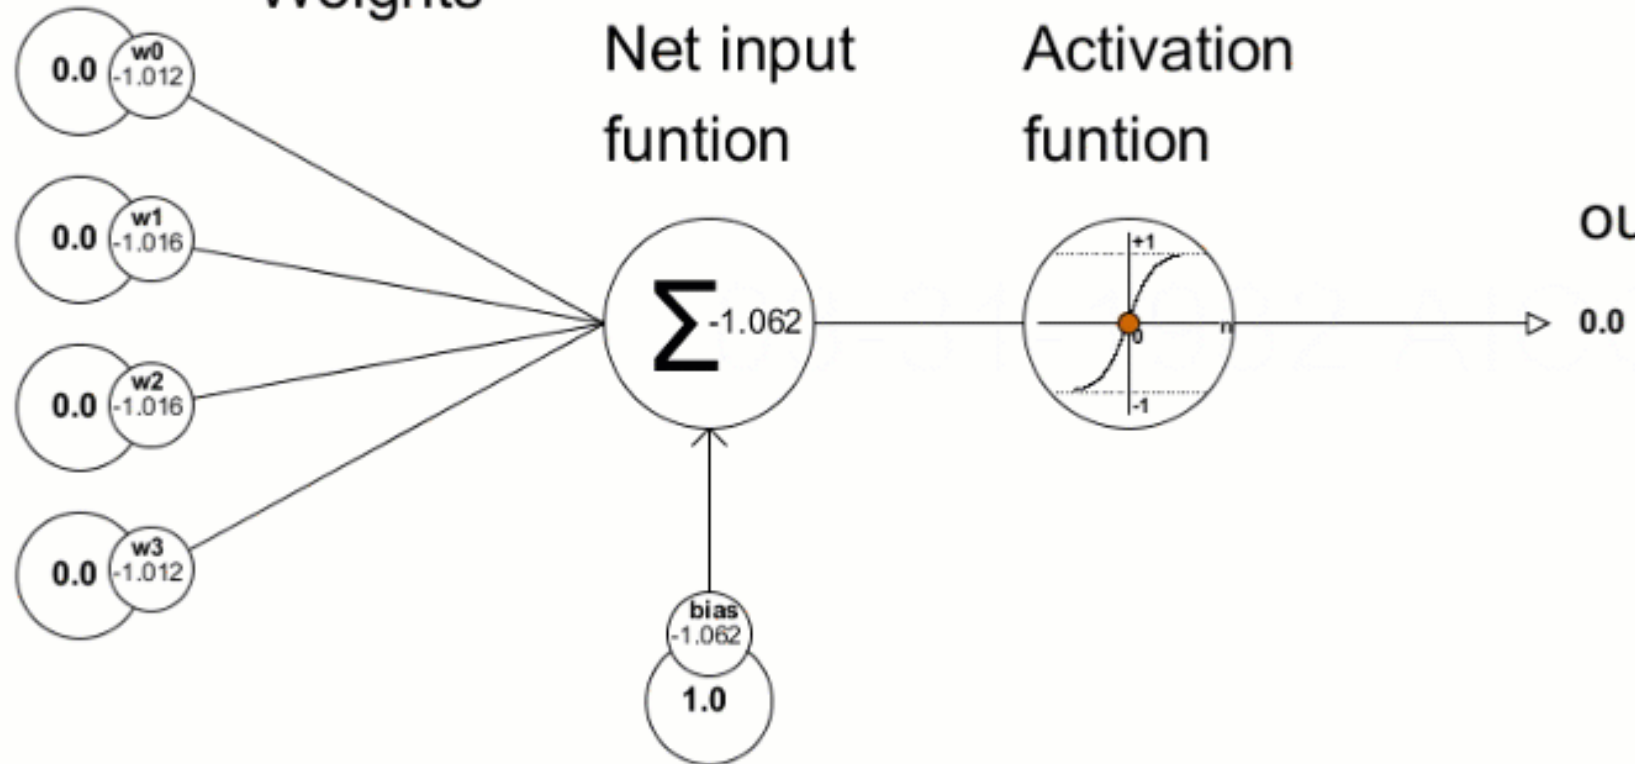 Weights
Net input
funtion
Activation
funtion
0.0 w0
-1.012
0.0 w1
-1.016
0.0 w2
-1.016
0.0 w3
-1.012
Σ -1.062
+1
0
n
-1
ou
0.0
bias
-1.062
1.0